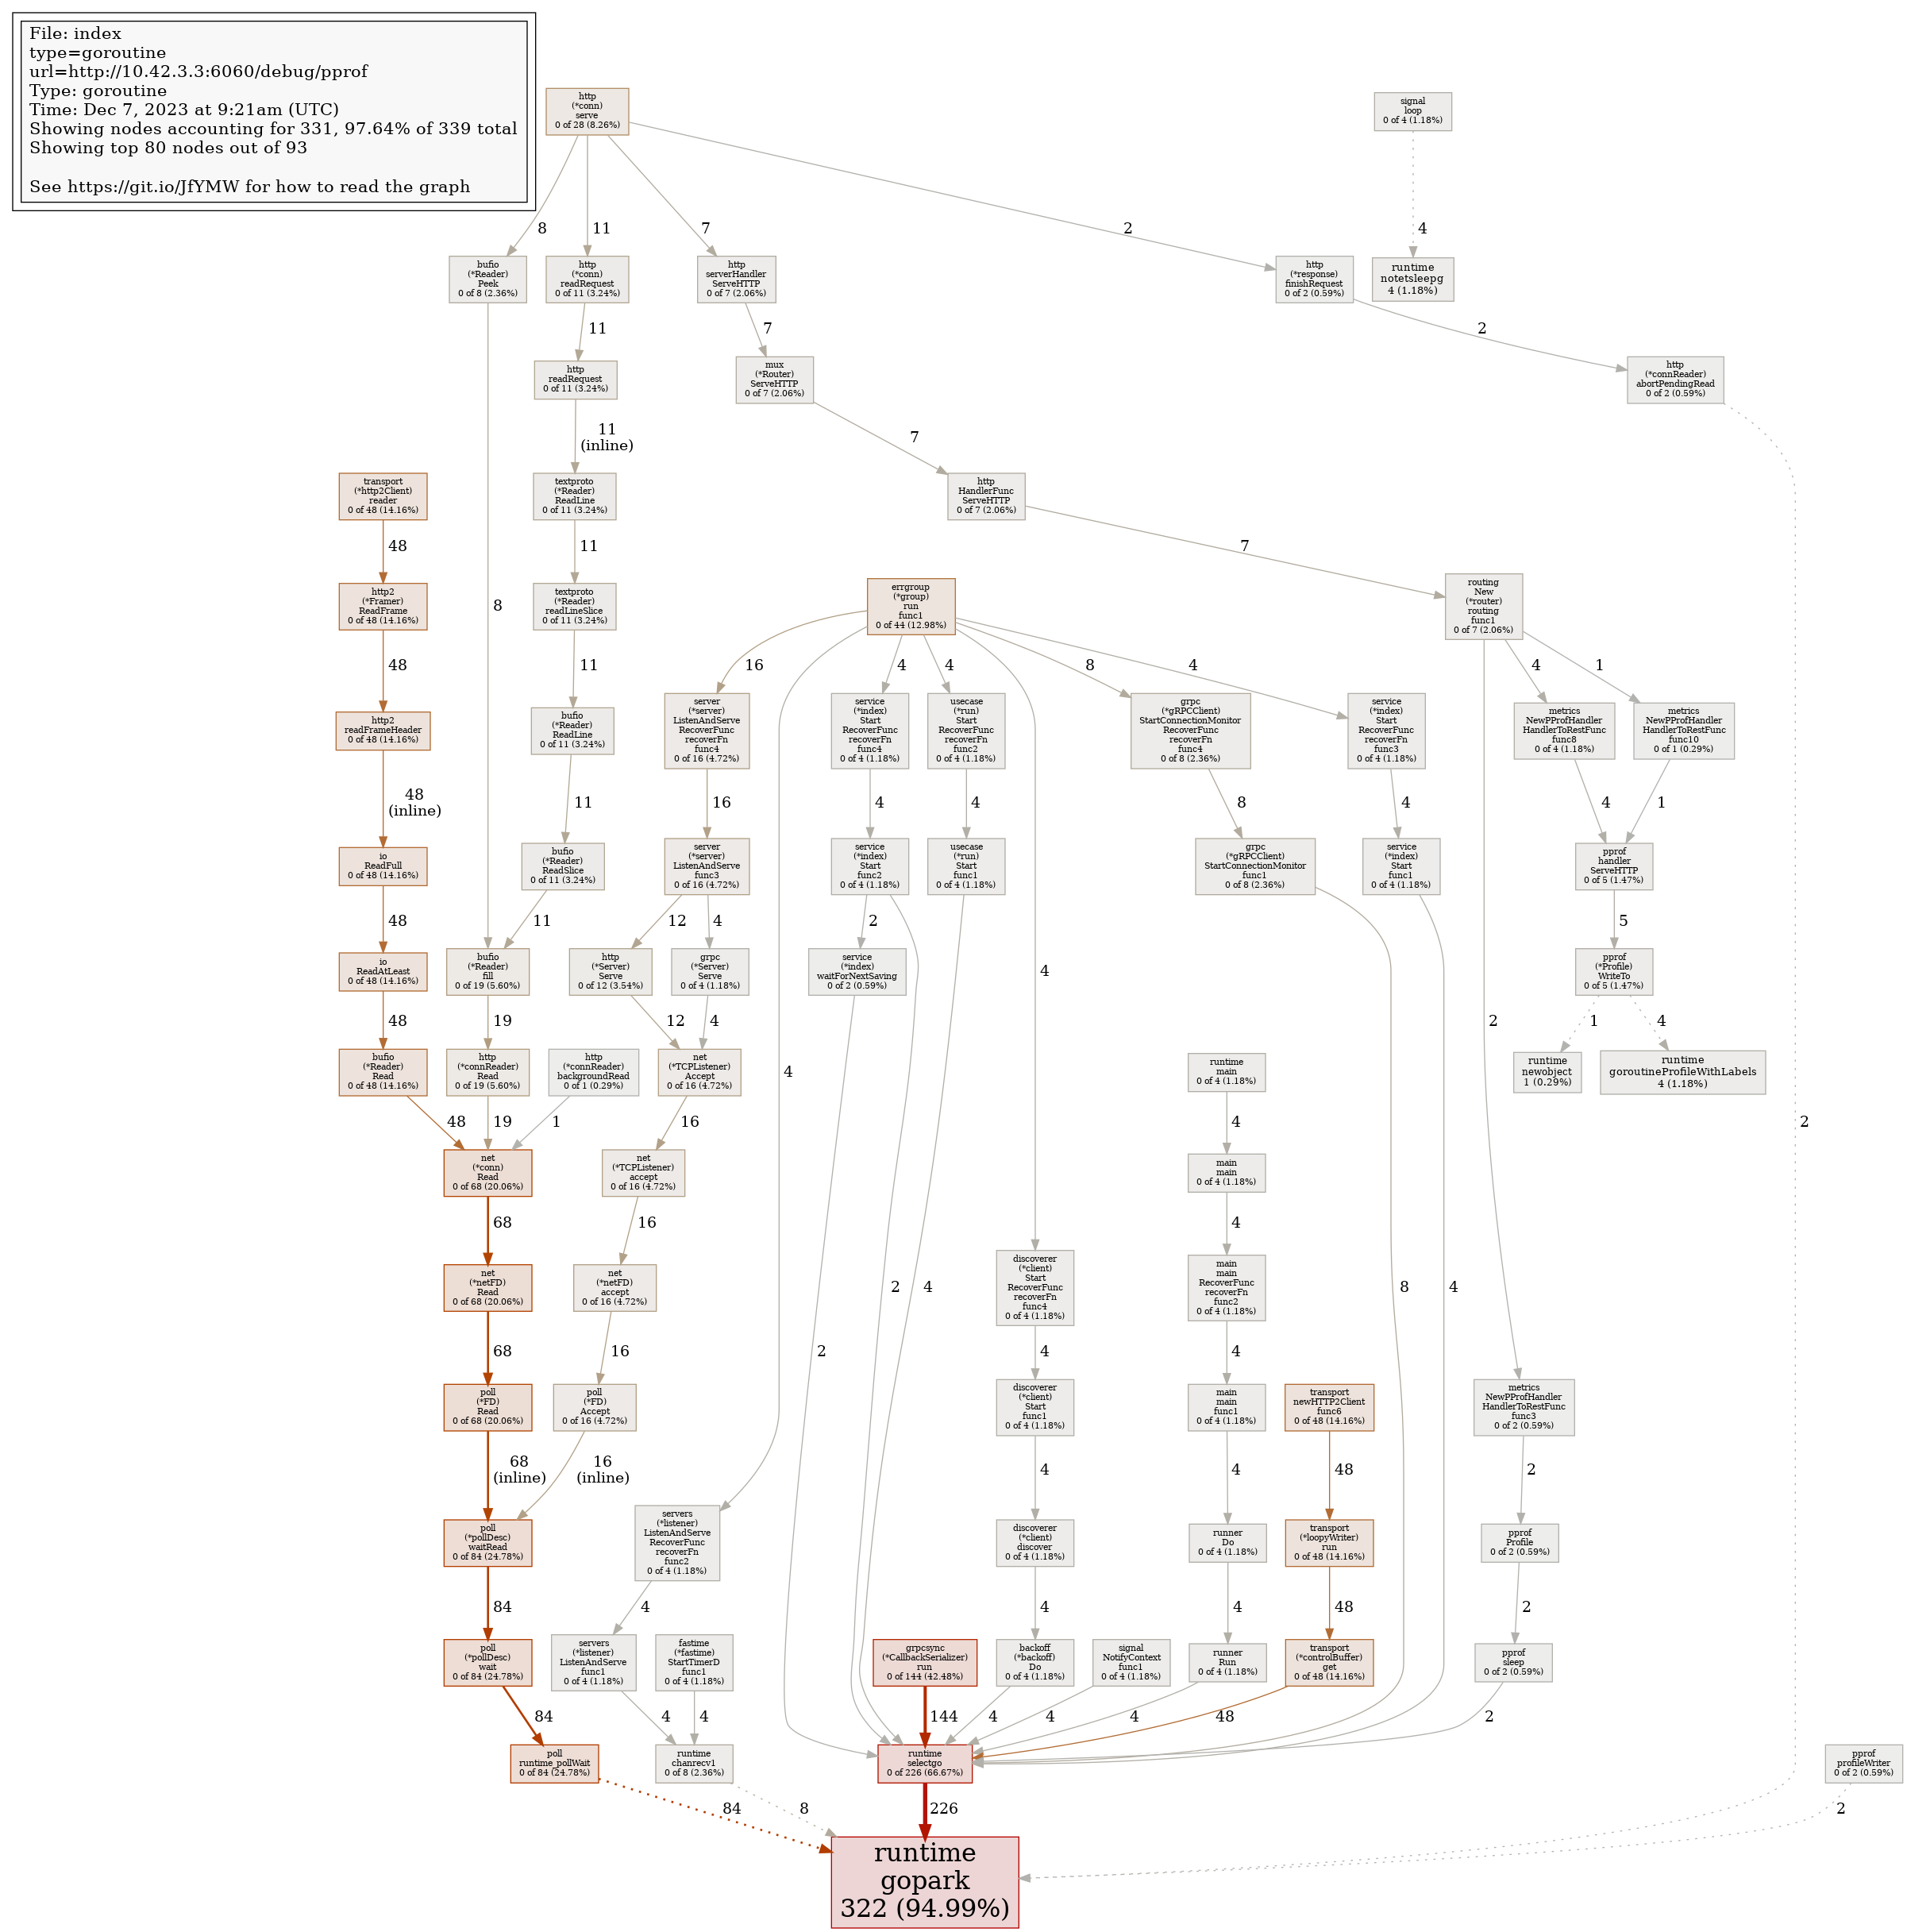 File: index
type=goroutine
url=http://10.42.3.3:6060/debug/pprof
Type: goroutine
Time: Dec 7, 2023 at 9:21am (UTC)
Showing nodes accounting for 331, 97.64% of 339 total
Showing top 80 nodes out of 93
See https://git.io/JfYMW for how to read the graph
http
(*conn)
serve
0 of 28 (8.26%)
signal
loop
0 of 4 (1.18%)
8
11
7
2
4
bufio
(*Reader)
Peek
0 of 8 (2.36%)
http
(*conn)
readRequest
0 of 11 (3.24%)
http
serverHandler
ServeHTTP
0 of 7 (2.06%)
http
(*response)
finishRequest
0 of 2 (0.59%)
runtime
notetsleepg
4 (1.18%)
11
7
2
http
readRequest
0 of 11 (3.24%)
mux
(*Router)
ServeHTTP
0 of 7 (2.06%)
http
(*connReader)
abortPendingRead
0 of 2 (0.59%)
11
(inline)
7
transport
(*http2Client)
reader
0 of 48 (14.16%)
textproto
(*Reader)
ReadLine
0 of 11 (3.24%)
http
HandlerFunc
ServeHTTP
0 of 7 (2.06%)
48
11
7
http2
(*Framer)
ReadFrame
0 of 48 (14.16%)
8
textproto
(*Reader)
readLineSlice
0 of 11 (3.24%)
errgroup
(*group)
run
func1
0 of 44 (12.98%)
routing
New
(*router)
routing
func1
0 of 7 (2.06%)
48
11
16
4
4
8
4
4
1
http2
readFrameHeader
0 of 48 (14.16%)
bufio
(*Reader)
ReadLine
0 of 11 (3.24%)
server
(*server)
ListenAndServe
RecoverFunc
recoverFn
func4
0 of 16 (4.72%)
service
(*index)
Start
RecoverFunc
recoverFn
func4
0 of 4 (1.18%)
usecase
(*run)
Start
RecoverFunc
recoverFn
func2
0 of 4 (1.18%)
grpc
(*gRPCClient)
StartConnectionMonitor
RecoverFunc
recoverFn
func4
0 of 8 (2.36%)
service
(*index)
Start
RecoverFunc
recoverFn
func3
0 of 4 (1.18%)
metrics
NewPProfHandler
HandlerToRestFunc
func8
0 of 4 (1.18%)
metrics
NewPProfHandler
HandlerToRestFunc
func10
0 of 1 (0.29%)
48
(inline)
11
16
4
4
8
4
4
1
io
ReadFull
0 of 48 (14.16%)
bufio
(*Reader)
ReadSlice
0 of 11 (3.24%)
server
(*server)
ListenAndServe
func3
0 of 16 (4.72%)
service
(*index)
Start
func2
0 of 4 (1.18%)
usecase
(*run)
Start
func1
0 of 4 (1.18%)
grpc
(*gRPCClient)
StartConnectionMonitor
func1
0 of 8 (2.36%)
service
(*index)
Start
func1
0 of 4 (1.18%)
pprof
handler
ServeHTTP
0 of 5 (1.47%)
48
11
12
4
2
5
io
ReadAtLeast
0 of 48 (14.16%)
bufio
(*Reader)
fill
0 of 19 (5.60%)
http
(*Server)
Serve
0 of 12 (3.54%)
grpc
(*Server)
Serve
0 of 4 (1.18%)
service
(*index)
waitForNextSaving
0 of 2 (0.59%)
4
pprof
(*Profile)
WriteTo
0 of 5 (1.47%)
48
19
12
4
2
1
4
bufio
(*Reader)
Read
0 of 48 (14.16%)
http
(*connReader)
Read
0 of 19 (5.60%)
http
(*connReader)
backgroundRead
0 of 1 (0.29%)
net
(*TCPListener)
Accept
0 of 16 (4.72%)
4
runtime
main
0 of 4 (1.18%)
runtime
newobject
1 (0.29%)
runtime
goroutineProfileWithLabels
4 (1.18%)
48
19
1
16
4
2
net
(*conn)
Read
0 of 68 (20.06%)
net
(*TCPListener)
accept
0 of 16 (4.72%)
main
main
0 of 4 (1.18%)
68
16
4
net
(*netFD)
Read
0 of 68 (20.06%)
net
(*netFD)
accept
0 of 16 (4.72%)
2
4
discoverer
(*client)
Start
RecoverFunc
recoverFn
func4
0 of 4 (1.18%)
main
main
RecoverFunc
recoverFn
func2
0 of 4 (1.18%)
8
4
68
16
2
4
4
poll
(*FD)
Read
0 of 68 (20.06%)
poll
(*FD)
Accept
0 of 16 (4.72%)
discoverer
(*client)
Start
func1
0 of 4 (1.18%)
main
main
func1
0 of 4 (1.18%)
transport
newHTTP2Client
func6
0 of 48 (14.16%)
metrics
NewPProfHandler
HandlerToRestFunc
func3
0 of 2 (0.59%)
68
(inline)
16
(inline)
4
4
48
2
poll
(*pollDesc)
waitRead
0 of 84 (24.78%)
servers
(*listener)
ListenAndServe
RecoverFunc
recoverFn
func2
0 of 4 (1.18%)
discoverer
(*client)
discover
0 of 4 (1.18%)
runner
Do
0 of 4 (1.18%)
transport
(*loopyWriter)
run
0 of 48 (14.16%)
pprof
Profile
0 of 2 (0.59%)
84
4
4
4
48
2
poll
(*pollDesc)
wait
0 of 84 (24.78%)
servers
(*listener)
ListenAndServe
func1
0 of 4 (1.18%)
fastime
(*fastime)
StartTimerD
func1
0 of 4 (1.18%)
grpcsync
(*CallbackSerializer)
run
0 of 144 (42.48%)
backoff
(*backoff)
Do
0 of 4 (1.18%)
signal
NotifyContext
func1
0 of 4 (1.18%)
runner
Run
0 of 4 (1.18%)
transport
(*controlBuffer)
get
0 of 48 (14.16%)
pprof
sleep
0 of 2 (0.59%)
84
4
4
144
4
4
4
48
2
poll
runtime_pollWait
0 of 84 (24.78%)
runtime
chanrecv1
0 of 8 (2.36%)
runtime
selectgo
0 of 226 (66.67%)
pprof
profileWriter
0 of 2 (0.59%)
84
8
226
2
runtime
gopark
322 (94.99%)